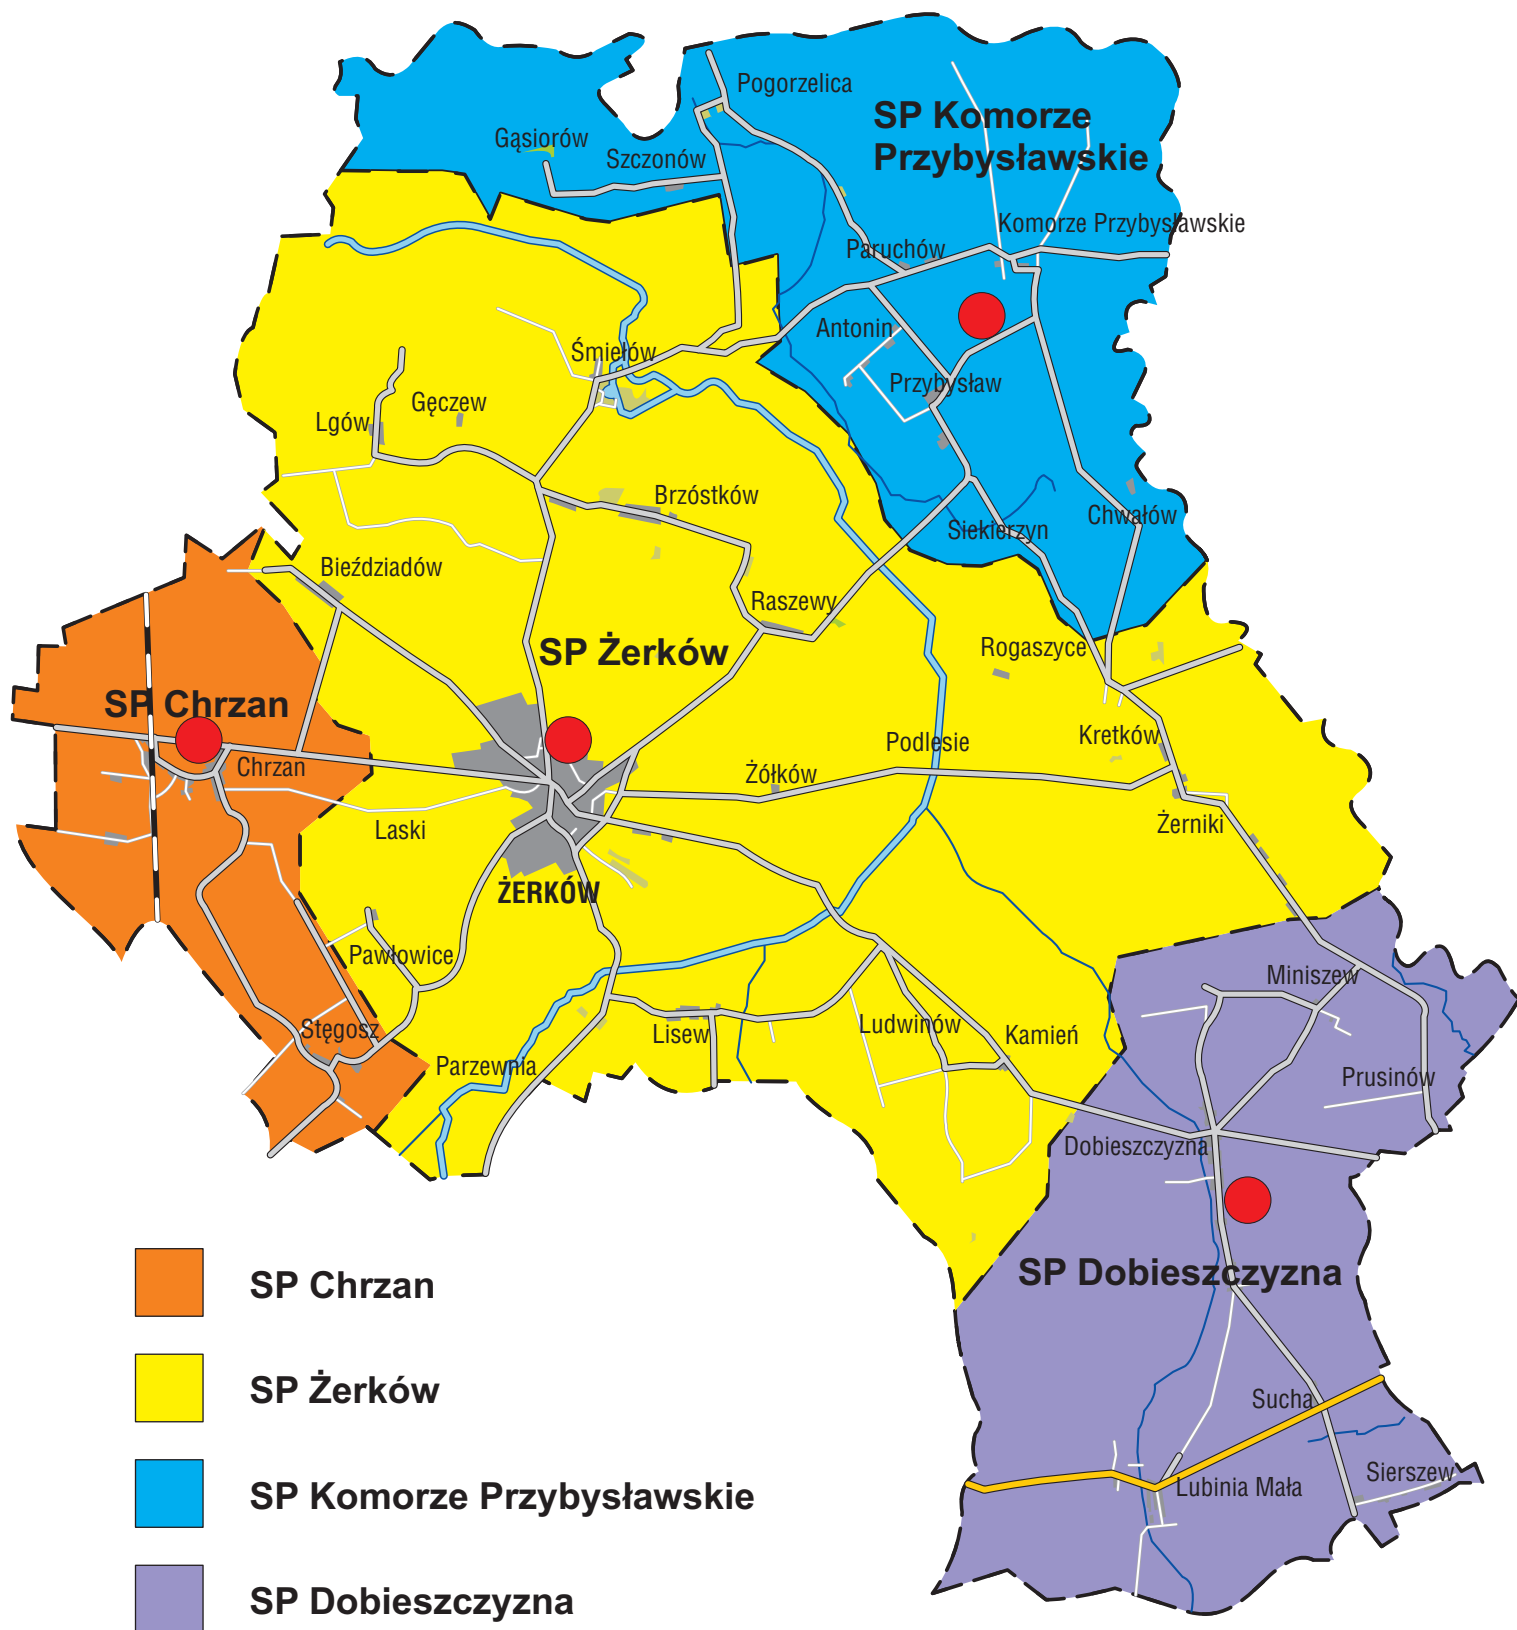 Pogorzelica
SP Komorze
Przybysławskie
Gąsiorów
Szczonów
Komorze Przybysławskie
Paruchów
Antonin
Śmiełów
Przybysław
Gęczew
Lgów
Brzóstków
Siekierzyn
Chwałów
Bieździadów
Raszewy
SP Żerków
Rogaszyce
SP Chrzan
Kretków
Podlesie
Chrzan
Żółków
Laski
Żerniki
ŻERKÓW
Pawłowice
Miniszew
Stęgosz
Lisew
Ludwinów
Kamień
Parzewnia
Prusinów
Dobieszczyzna
SP Dobieszczyzna
Sucha
Sierszew
Lubinia Mała
SP Chrzan
SP Żerków
SP Komorze Przybysławskie
SP Dobieszczyzna